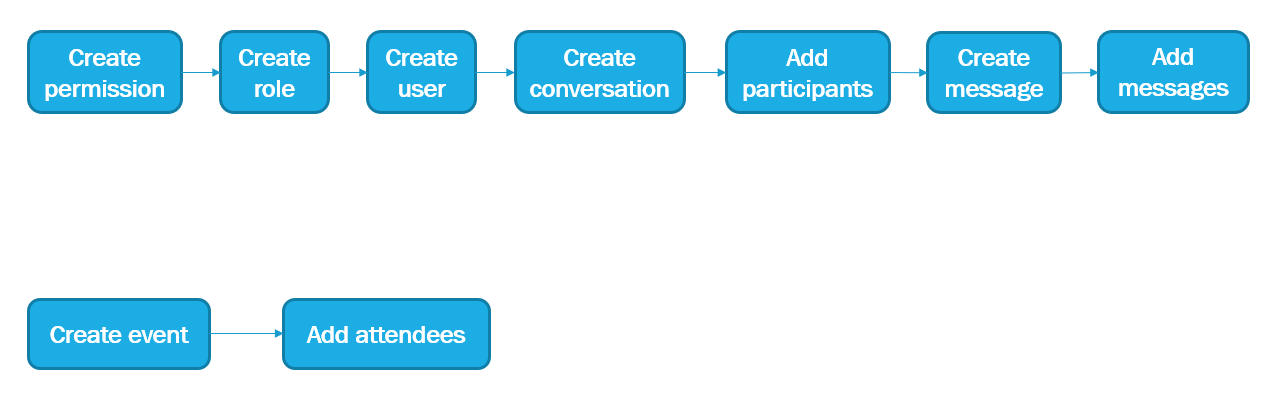 Create
permission
Create
role
Create
user
Create
conversation
Add
participants
Create
message
Add
messages
Create event
Add attendees